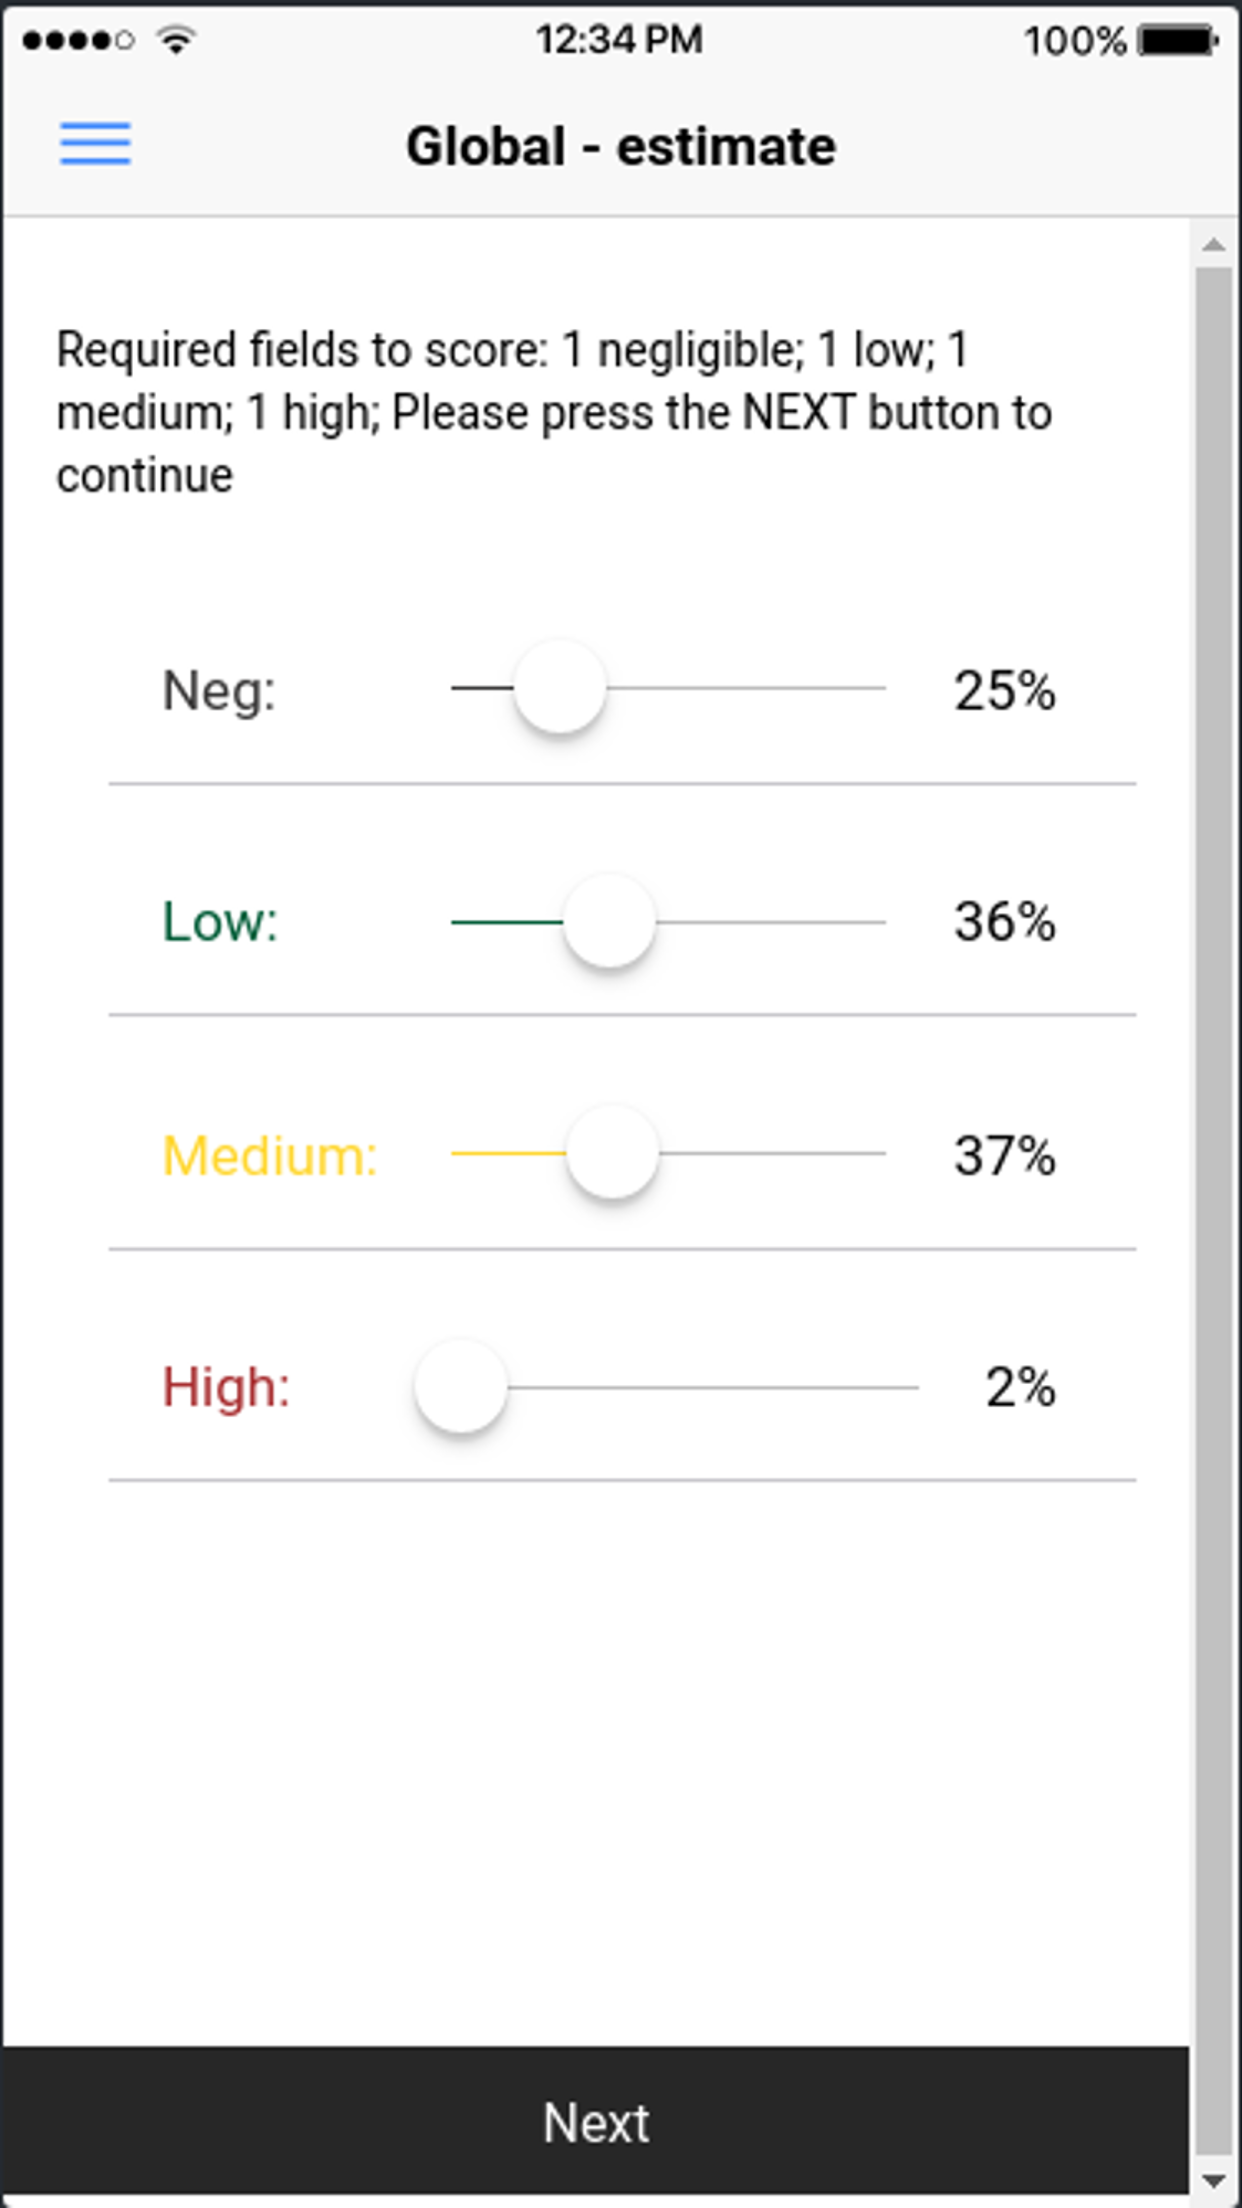 12:34 PM 100%
Global - estimate
Required fields to score: 1 negligible; 1 low; 1
medium; 1 high; Please press the NEXT button to
continue
Neg: 25%
Low: 36%
Medium: 37%
High: 2%
Next